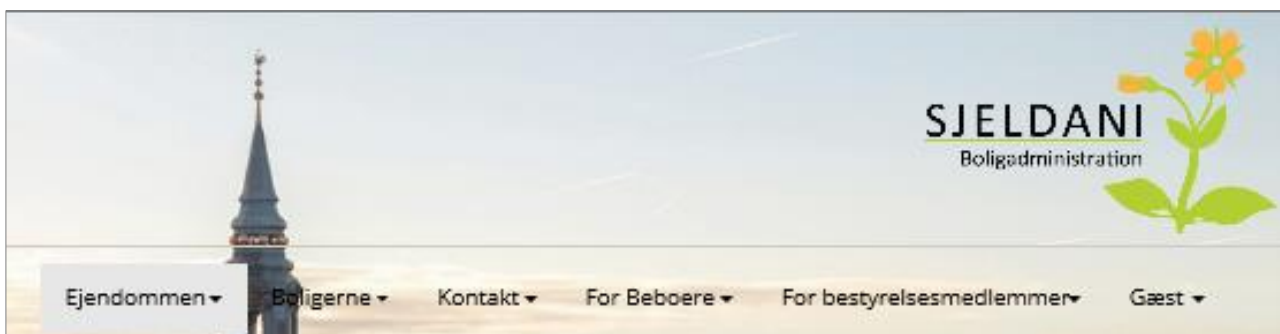 SJELDANI
Boligadministration
Ejendommen Boligerne Kontakt For Beboere For bestyrelsesmedlemmer Gæst